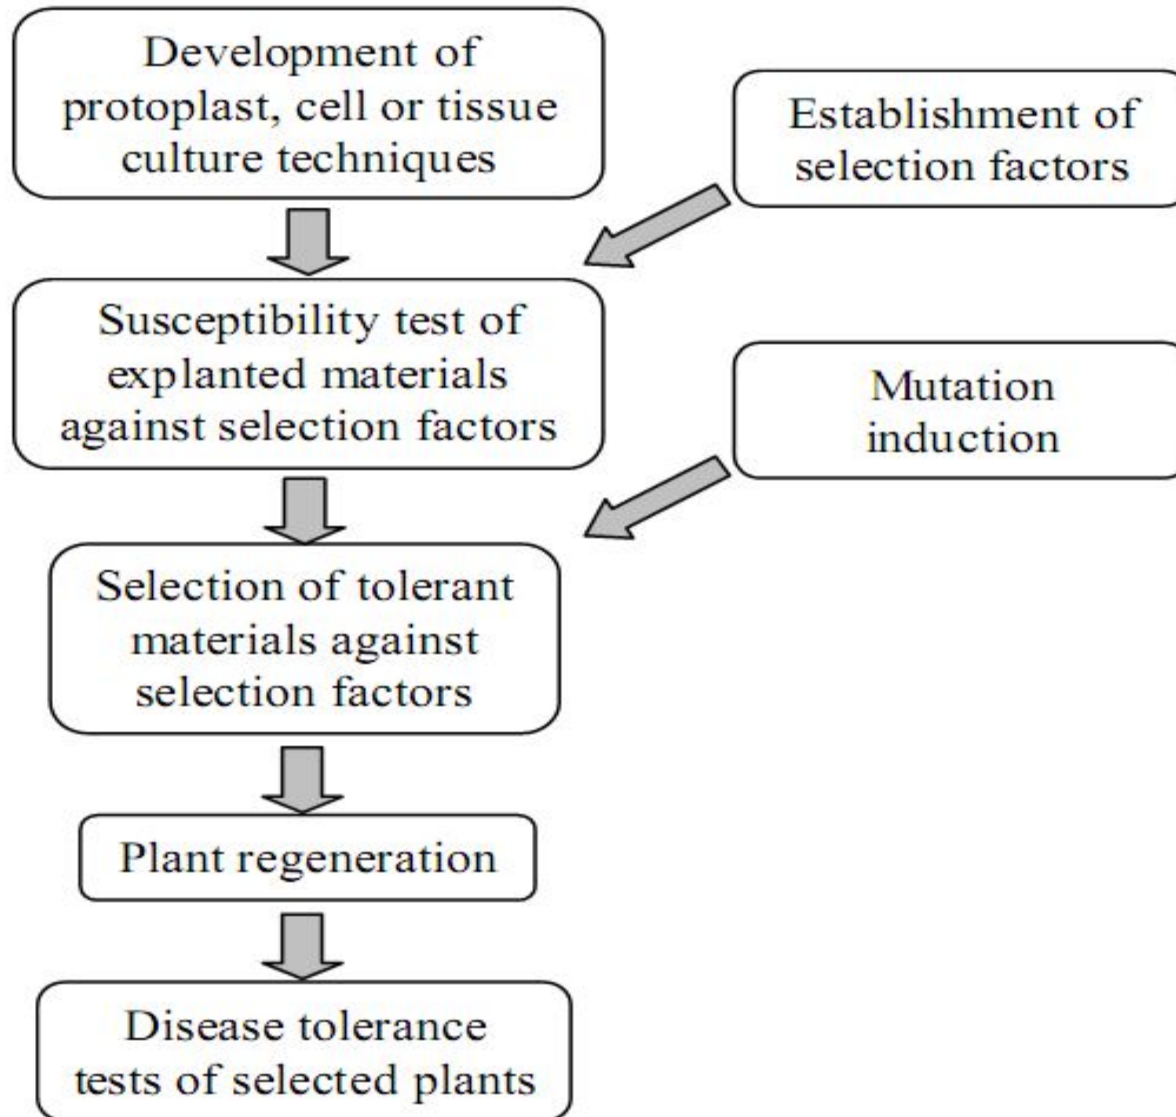 Development of
protoplast, cell or tissue
culture techniques
Establishment of
selection factors
Susceptibility test of
explanted materials
against selection factors
Mutation
induction
Selection of tolerant
materials against
selection factors
Plant regeneration
Disease tolerance
tests of selected plants